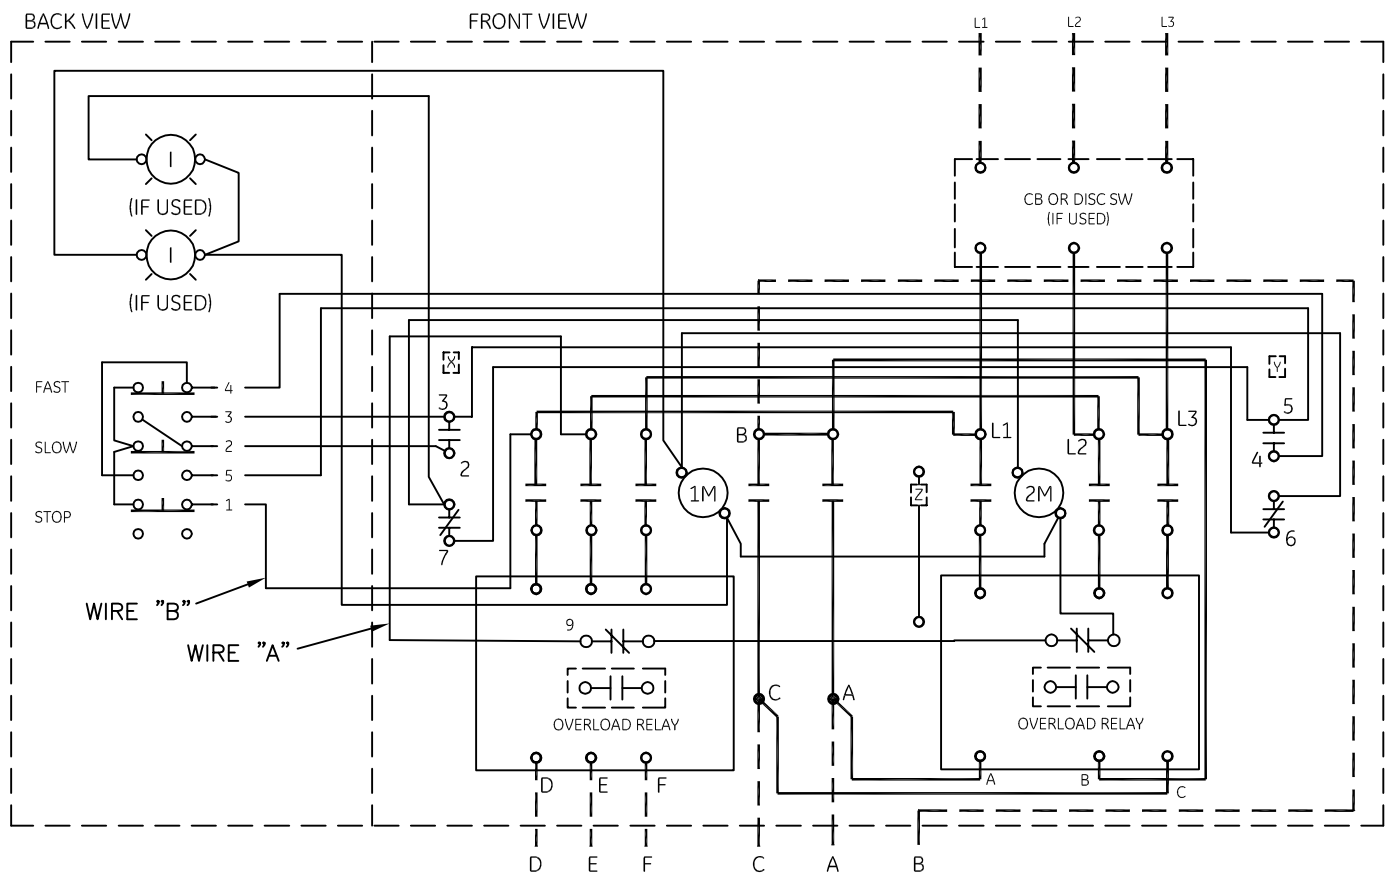 BACK VIEW
FRONT VIEW
L1
L2
L3
I
(IF USED)
I
(IF USED)
CB OR DISC SW
(IF USED)
FAST
4
3
SLOW
2
5
STOP
1
X
3
2
7
B
1M
Z
L1
2M
L2
L3
Y
5
4
6
WIRE "B"
WIRE "A"
9
OVERLOAD RELAY
C
A
OVERLOAD RELAY
D
E
F
A
B
C
D
E
F
C
A
B